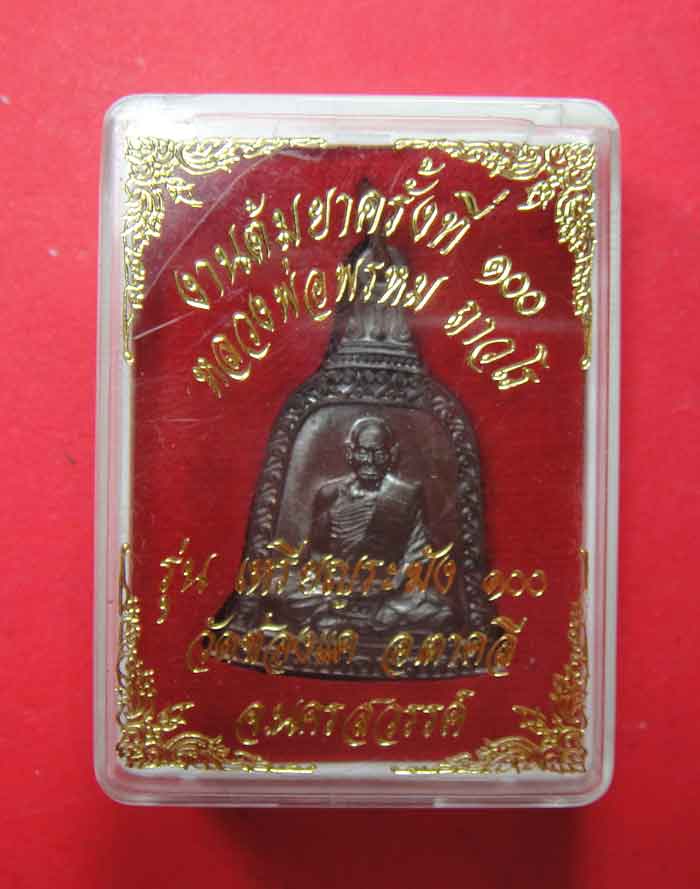 งานต้มยาครั้งที่ ๑๐๐
หลวงพ่อพรหม ถาวโร
รุ่น เหรียญระฆัง ๑๐๐
วัดช่องแค อ.ตาคลี
จ.นครสวรรค์